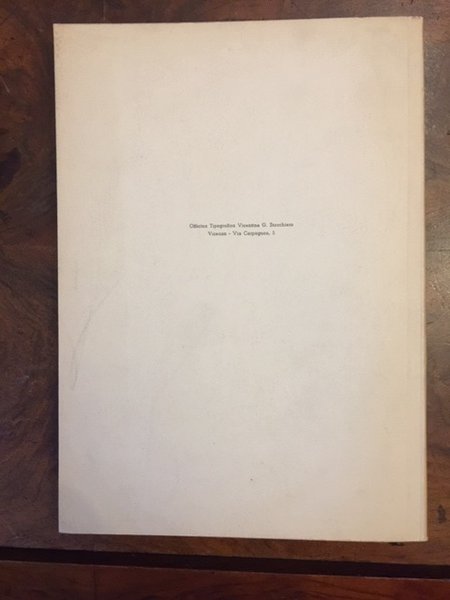 Officina Tipografica Vicentina G. Stocchiero
Vicenza - Via Carpagnon, 1